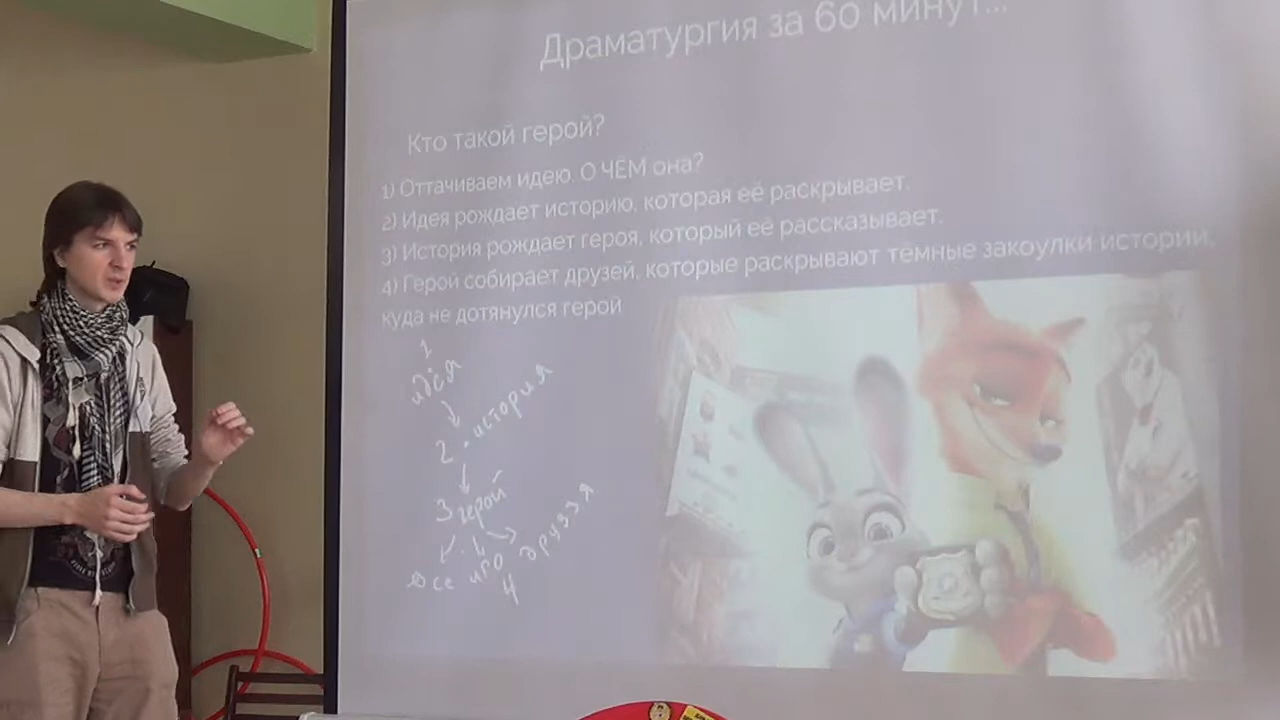 Драматургия за 60 минут...
Кто такой герой?
1) Оттачиваем идею. О ЧЁМ она?
2) Идея рождает историю, которая её раскрывает.
3) История рождает героя, который её рассказывает.
4) Герой собирает друзей, которые раскрывают тёмные закоулки истории,
куда не дотянулся герой
1
идея
2. история
3 герой
все его друзья
4